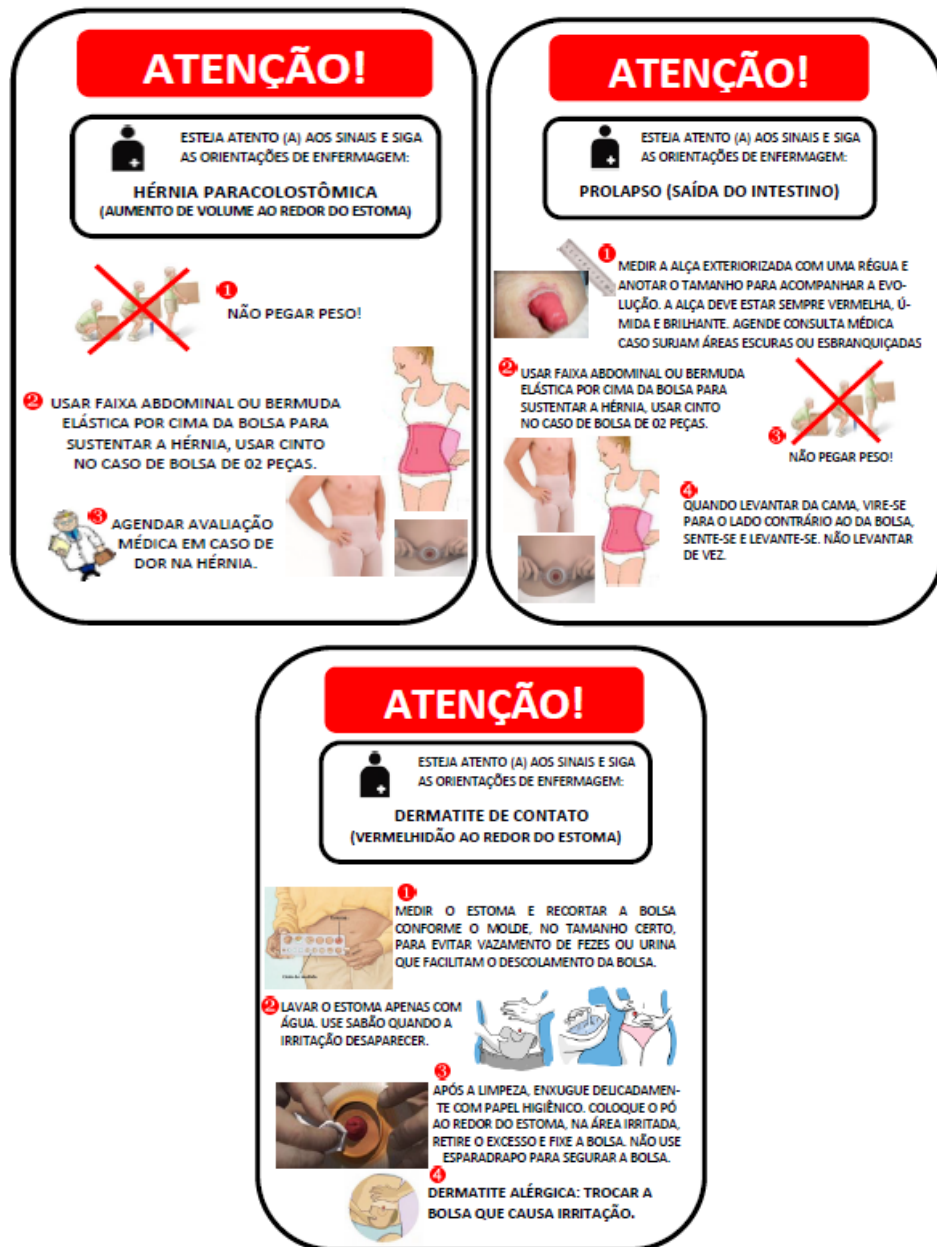 ATENÇÃO!
ESTEJA ATENTO (A) AOS SINAIS E SIGA
AS ORIENTAÇÕES DE ENFERMAGEM:
HÉRNIA PARACOLOSTÔMICA
(AUMENTO DE VOLUME AO REDOR DO ESTOMA)
1
NÃO PEGAR PESO!
2 USAR FAIXA ABDOMINAL OU BERMUDA
ELÁSTICA POR CIMA DA BOLSA PARA
SUSTENTAR A HÉRNIA, USAR CINTO
NO CASO DE BOLSA DE 02 PEÇAS.
3
AGENDAR AVALIAÇÃO
MÉDICA EM CASO DE
DOR NA HÉRNIA.
ATENÇÃO!
ESTEJA ATENTO (A) AOS SINAIS E SIGA
AS ORIENTAÇÕES DE ENFERMAGEM:
PROLAPSO (SAÍDA DO INTESTINO)
1
MEDIR A ALÇA EXTERIORIZADA COM UMA RÉGUA E
ANOTAR O TAMANHO PARA ACOMPANHAR A EVO-
LUÇÃO. A ALÇA DEVE ESTAR SEMPRE VERMELHA, Ú-
MIDA E BRILHANTE. AGENDE CONSULTA MÉDICA
CASO SURJAM ÁREAS ESCURAS OU ESBRANQUIÇADAS
2
USAR FAIXA ABDOMINAL OU BERMUDA
ELÁSTICA POR CIMA DA BOLSA PARA
SUSTENTAR A HÉRNIA, USAR CINTO
NO CASO DE BOLSA DE 02 PEÇAS.
3
NÃO PEGAR PESO!
4
QUANDO LEVANTAR DA CAMA, VIRE-SE
PARA O LADO CONTRÁRIO AO DA BOLSA,
SENTE-SE E LEVANTE-SE. NÃO LEVANTAR
DE VEZ.
ATENÇÃO!
ESTEJA ATENTO (A) AOS SINAIS E SIGA
AS ORIENTAÇÕES DE ENFERMAGEM:
DERMATITE DE CONTATO
(VERMELHIDÃO AO REDOR DO ESTOMA)
1
MEDIR O ESTOMA E RECORTAR A BOLSA
CONFORME O MOLDE, NO TAMANHO CERTO,
PARA EVITAR VAZAMENTO DE FEZES OU URINA
QUE FACILITAM O DESCOLAMENTO DA BOLSA.
2 LAVAR O ESTOMA APENAS COM
ÁGUA. USE SABÃO QUANDO A
IRRITAÇÃO DESAPARECER.
3
APÓS A LIMPEZA, ENXUGUE DELICADAMEN-
TE COM PAPEL HIGIÊNICO. COLOQUE O PÓ
AO REDOR DO ESTOMA, NA ÁREA IRRITADA,
RETIRE O EXCESSO E FIXE A BOLSA. NÃO USE
ESPARADRAPO PARA SEGURAR A BOLSA.
4
DERMATITE ALÉRGICA: TROCAR A
BOLSA QUE CAUSA IRRITAÇÃO.